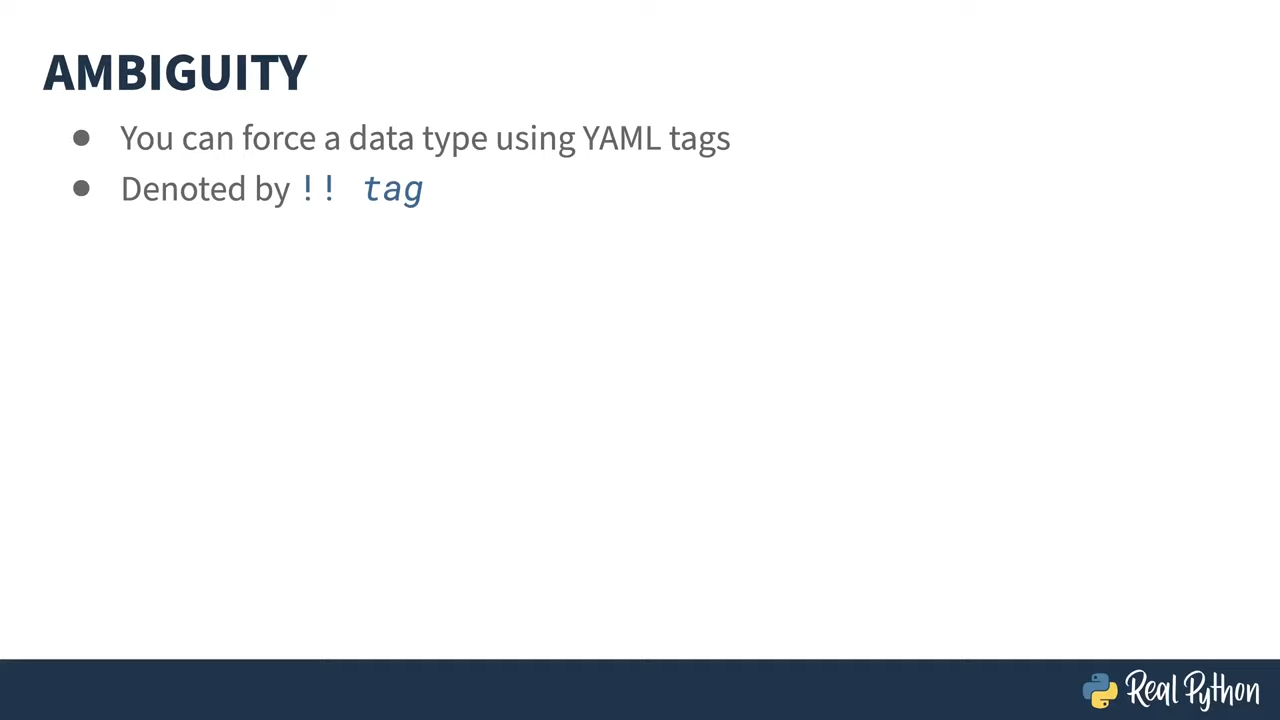 AMBIGUITY
● You can force a data type using YAML tags
● Denoted by !! tag
Real Python